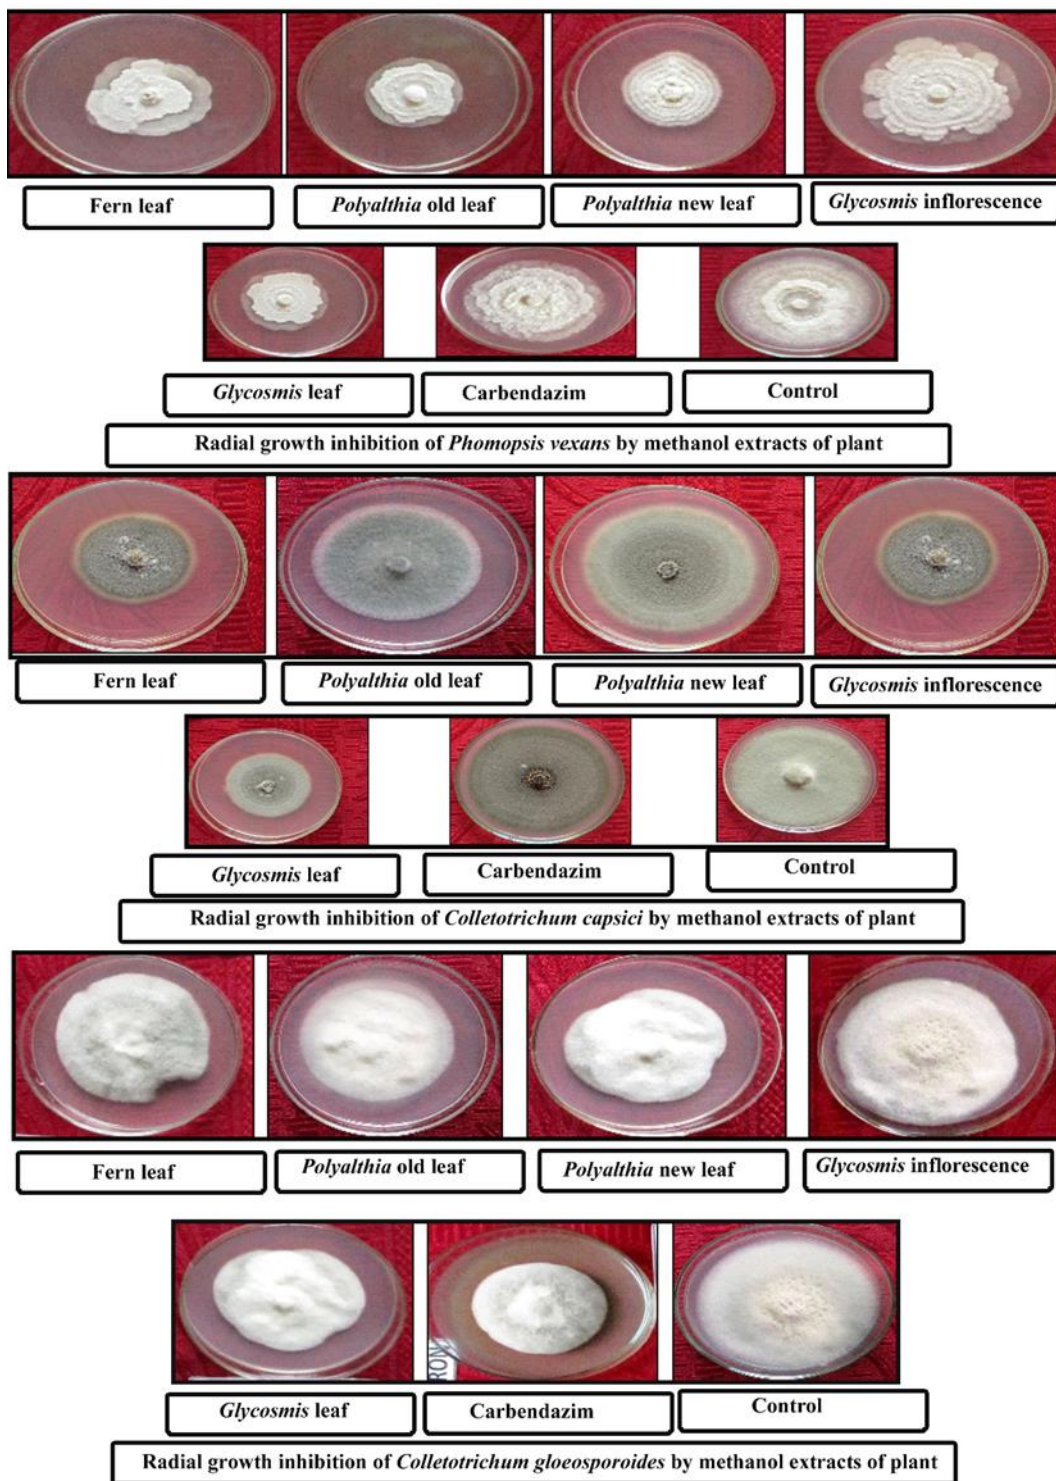 Fern leaf
Polyalthia old leaf
Polyalthia new leaf
Glycosmis inflorescence
Glycosmis leaf
Carbendazim
Control
Radial growth inhibition of Phomopsis vexans by methanol extracts of plant
Fern leaf
Polyalthia old leaf
Polyalthia new leaf
Glycosmis inflorescence
Glycosmis leaf
Carbendazim
Control
Radial growth inhibition of Colletotrichum capsici by methanol extracts of plant
Fern leaf
Polyalthia old leaf
Polyalthia new leaf
Glycosmis inflorescence
RON
Glycosmis leaf
Carbendazim
Control
Radial growth inhibition of Colletotrichum gloeosporoides by methanol extracts of plant